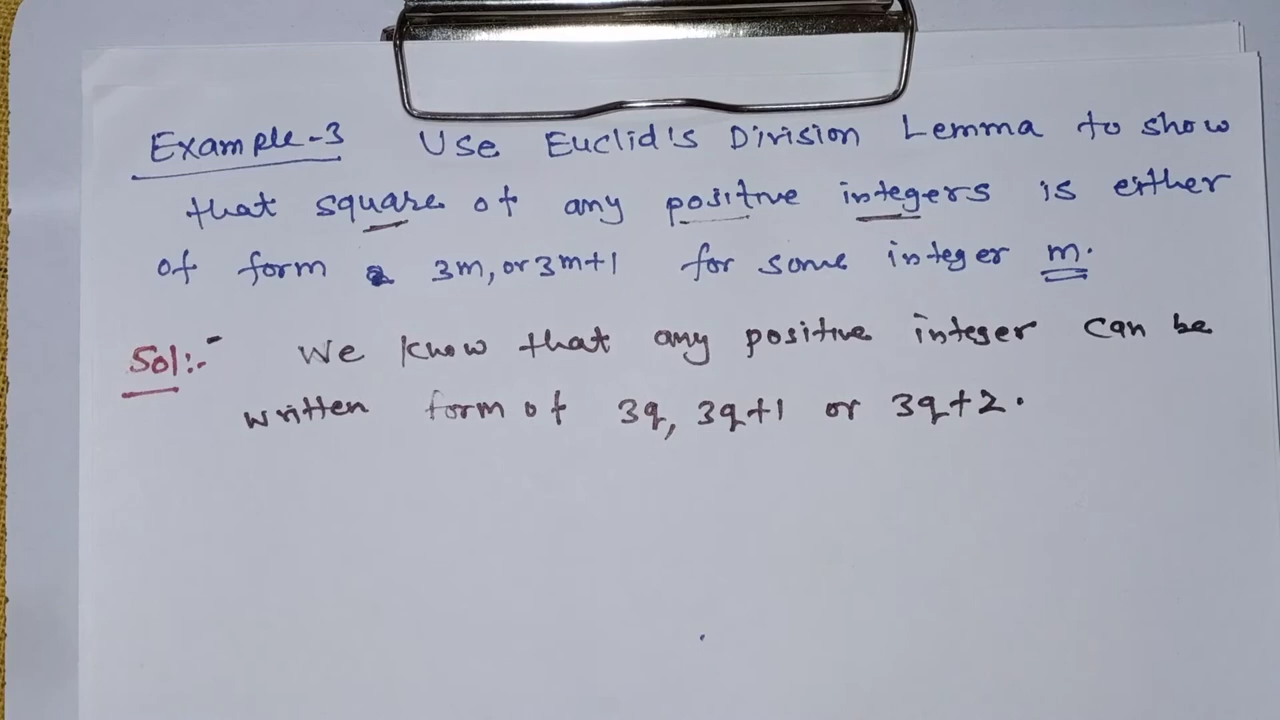 Example-3 Use Euclid's Division Lemma to show
that square of any positive integers is either
of form 3m, or 3m+1 for some integer m.
Sol:- We know that any positive integer can be
written form of 3q, 3q+1 or 3q+2.